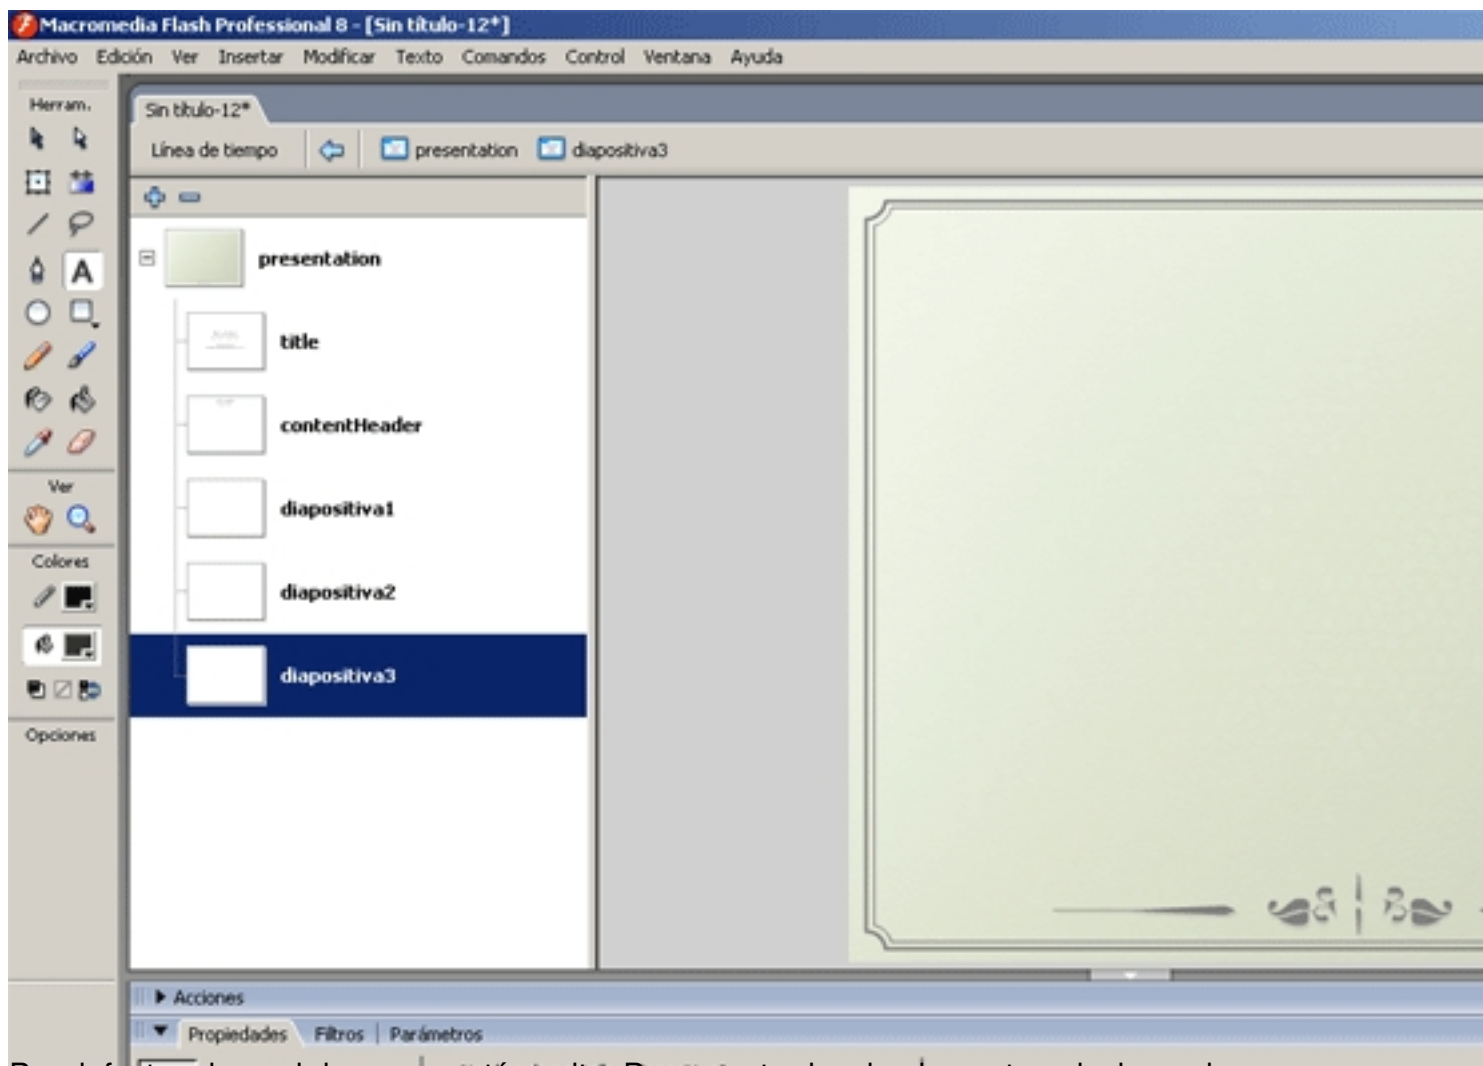 Macromedia Flash Professional 8 - [Sin título-12*]
Archivo Edición Ver Insertar Modificar Texto Comandos Control Ventana Ayuda
Herram.
Sin título-12*
Línea de tiempo presentation diapositiva3
presentation
title
contentHeader
diapositiva1
diapositiva2
diapositiva3
A
Ver
Colores
Opciones
Acciones
Propiedades Filtros Parámetros